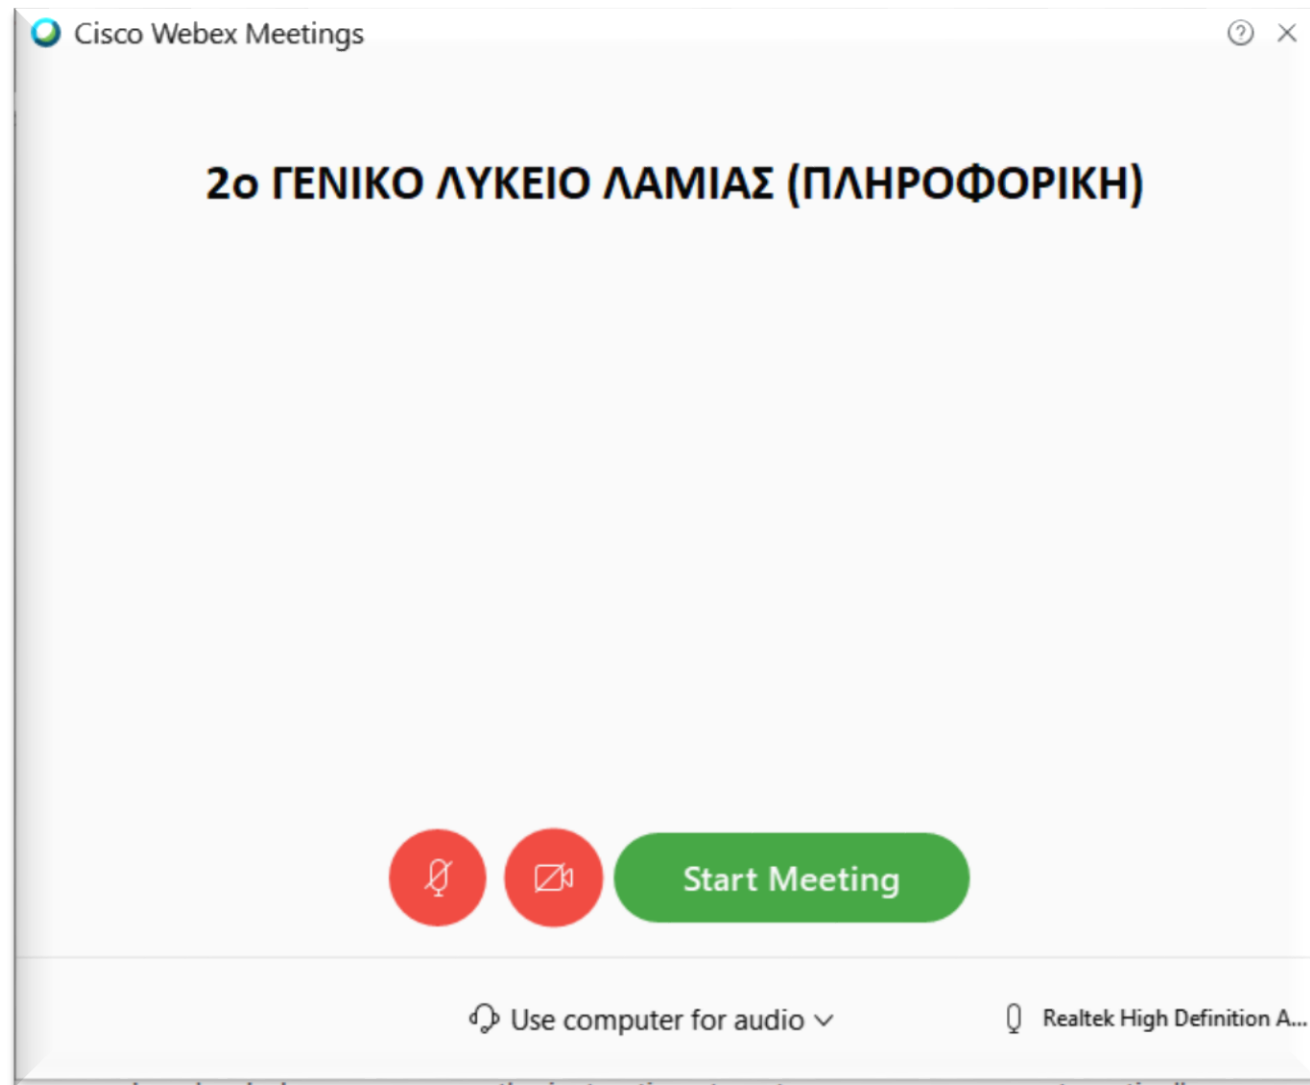 Cisco Webex Meetings
2ο ΓΕΝΙΚΟ ΛΥΚΕΙΟ ΛΑΜΙΑΣ (ΠΛΗΡΟΦΟΡΙΚΗ)
Start Meeting
Use computer for audio
Realtek High Definition A...